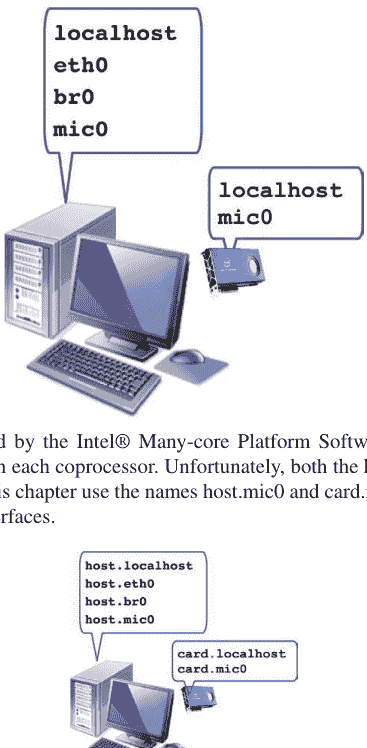 localhost
eth0
br0
mic0
localhost
mic0
d by the Intel® Many-core Platform Softw
n each coprocessor. Unfortunately, both the
is chapter use the names host.mic0 and card.
rfaces.
host.localhost
host.eth0
host.br0
host.mic0
card.localhost
card.mic0